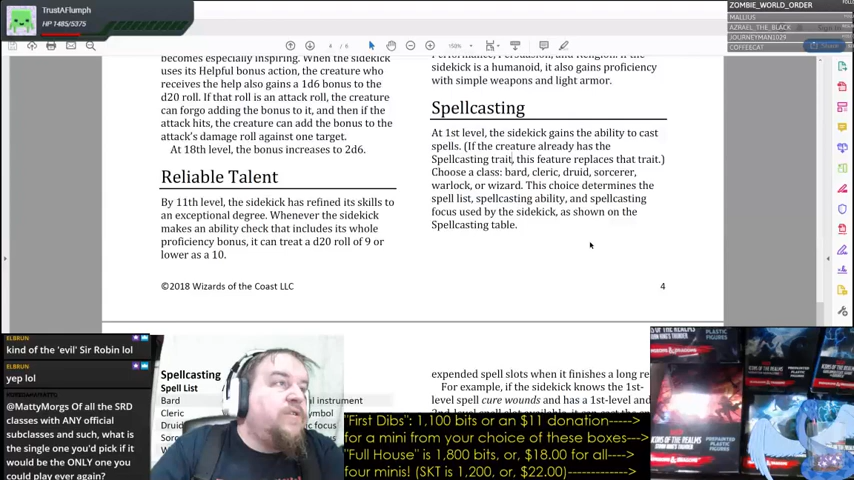 TrustAFlumph
HP 1485/5375
ZOMBIE_WORLD_ORDER
MALLIUS
AZRAEL_THE_BLACK
JOURNEYMAN1029
COFFEECAT
becomes especially inspiring. When the sidekick
uses its Helpful bonus action, the creature who
receives the help also gains a 1d6 bonus to the
d20 roll. If that roll is an attack roll, the creature
can forgo adding the bonus to it, and then if the
attack hits, the creature can add the bonus to the
attack's damage roll against one target.
At 18th level, the bonus increases to 2d6.
Reliable Talent
By 11th level, the sidekick has refined its skills to
an exceptional degree. Whenever the sidekick
makes an ability check that includes its whole
proficiency bonus, it can treat a d20 roll of 9 or
lower as a 10.
©2018 Wizards of the Coast LLC
sidekick is a humanoid, it also gains proficiency
with simple weapons and light armor.
Spellcasting
At 1st level, the sidekick gains the ability to cast
spells. (If the creature already has the
Spellcasting trait, this feature replaces that trait.)
Choose a class: bard, cleric, druid, sorcerer,
warlock, or wizard. This choice determines the
spell list, spellcasting ability, and spellcasting
focus used by the sidekick, as shown on the
Spellcasting table.
4
ELBRUN
kind of the 'evil' Sir Robin lol
ELBRUN
yep lol
@MattyMorgs Of all the SRD
classes with ANY official
subclasses and such, what is
the single one you'd pick if it
would be the ONLY one you
could play ever again?
Spellcasting
Spell List
Bard
Cleric
Druid
expended spell slots when it finishes a long re
For example, if the sidekick knows the 1st-
level spell cure wounds and has a 1st-level and
"First Dibs": 1,100 bits or an $11 donation
for a mini from your choice of these boxes--->
"Full House" is 1,800 bits, or $18.00 for all
four minis! (SKT is 1,200, or, $22.00)------------->